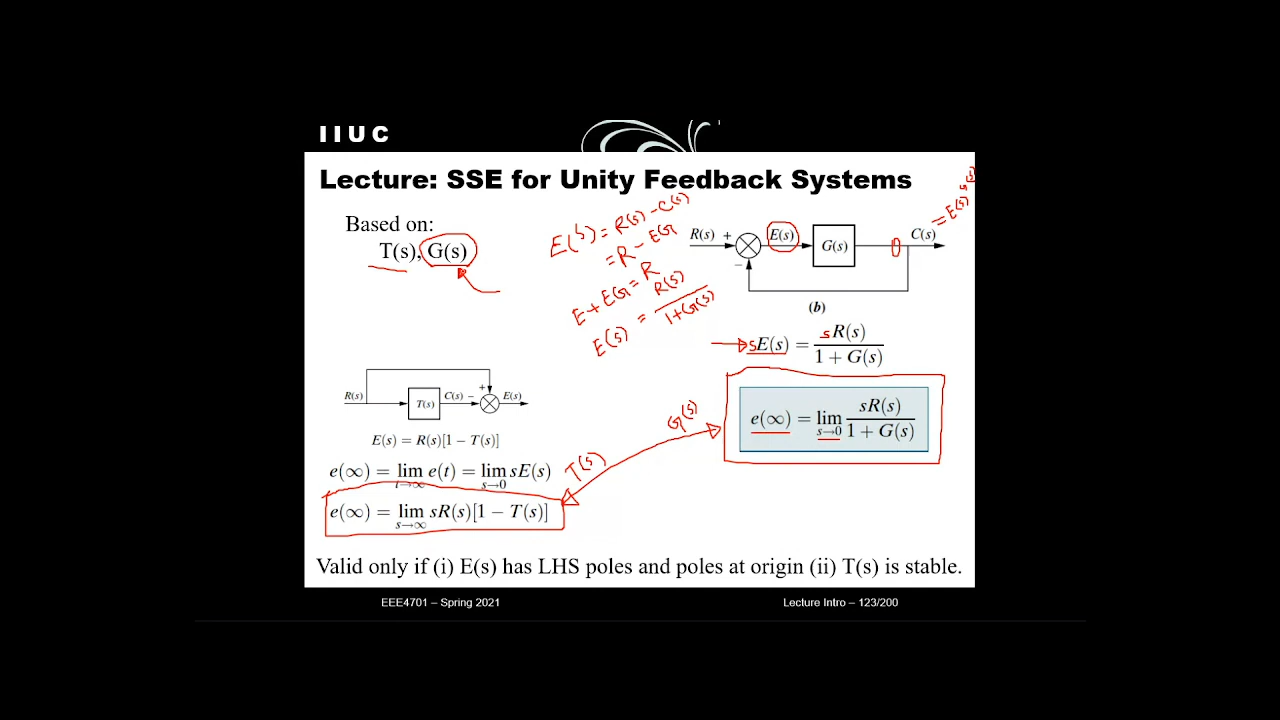 IIUC
Lecture: SSE for Unity Feedback Systems
Based on:
T(s), G(s)
E(s) = R(s) - C(s)
= R - EG
E + EG = R
E(s) = R(s) / 1+G(s)
R(s) + E(s) G(s) C(s)
−
= E(s)
(b)
sE(s) = sR(s) / 1 + G(s)
e(∞) = lim s→0 sR(s) / 1 + G(s)
R(s) T(s) C(s) − + E(s)
E(s) = R(s)[1 − T(s)]
e(∞) = lim t→∞ e(t) = lim s→0 sE(s)
e(∞) = lim s→∞ sR(s)[1 − T(s)]
T(s)
G(s)
Valid only if (i) E(s) has LHS poles and poles at origin (ii) T(s) is stable.
EEE4701 – Spring 2021
Lecture Intro – 123/200